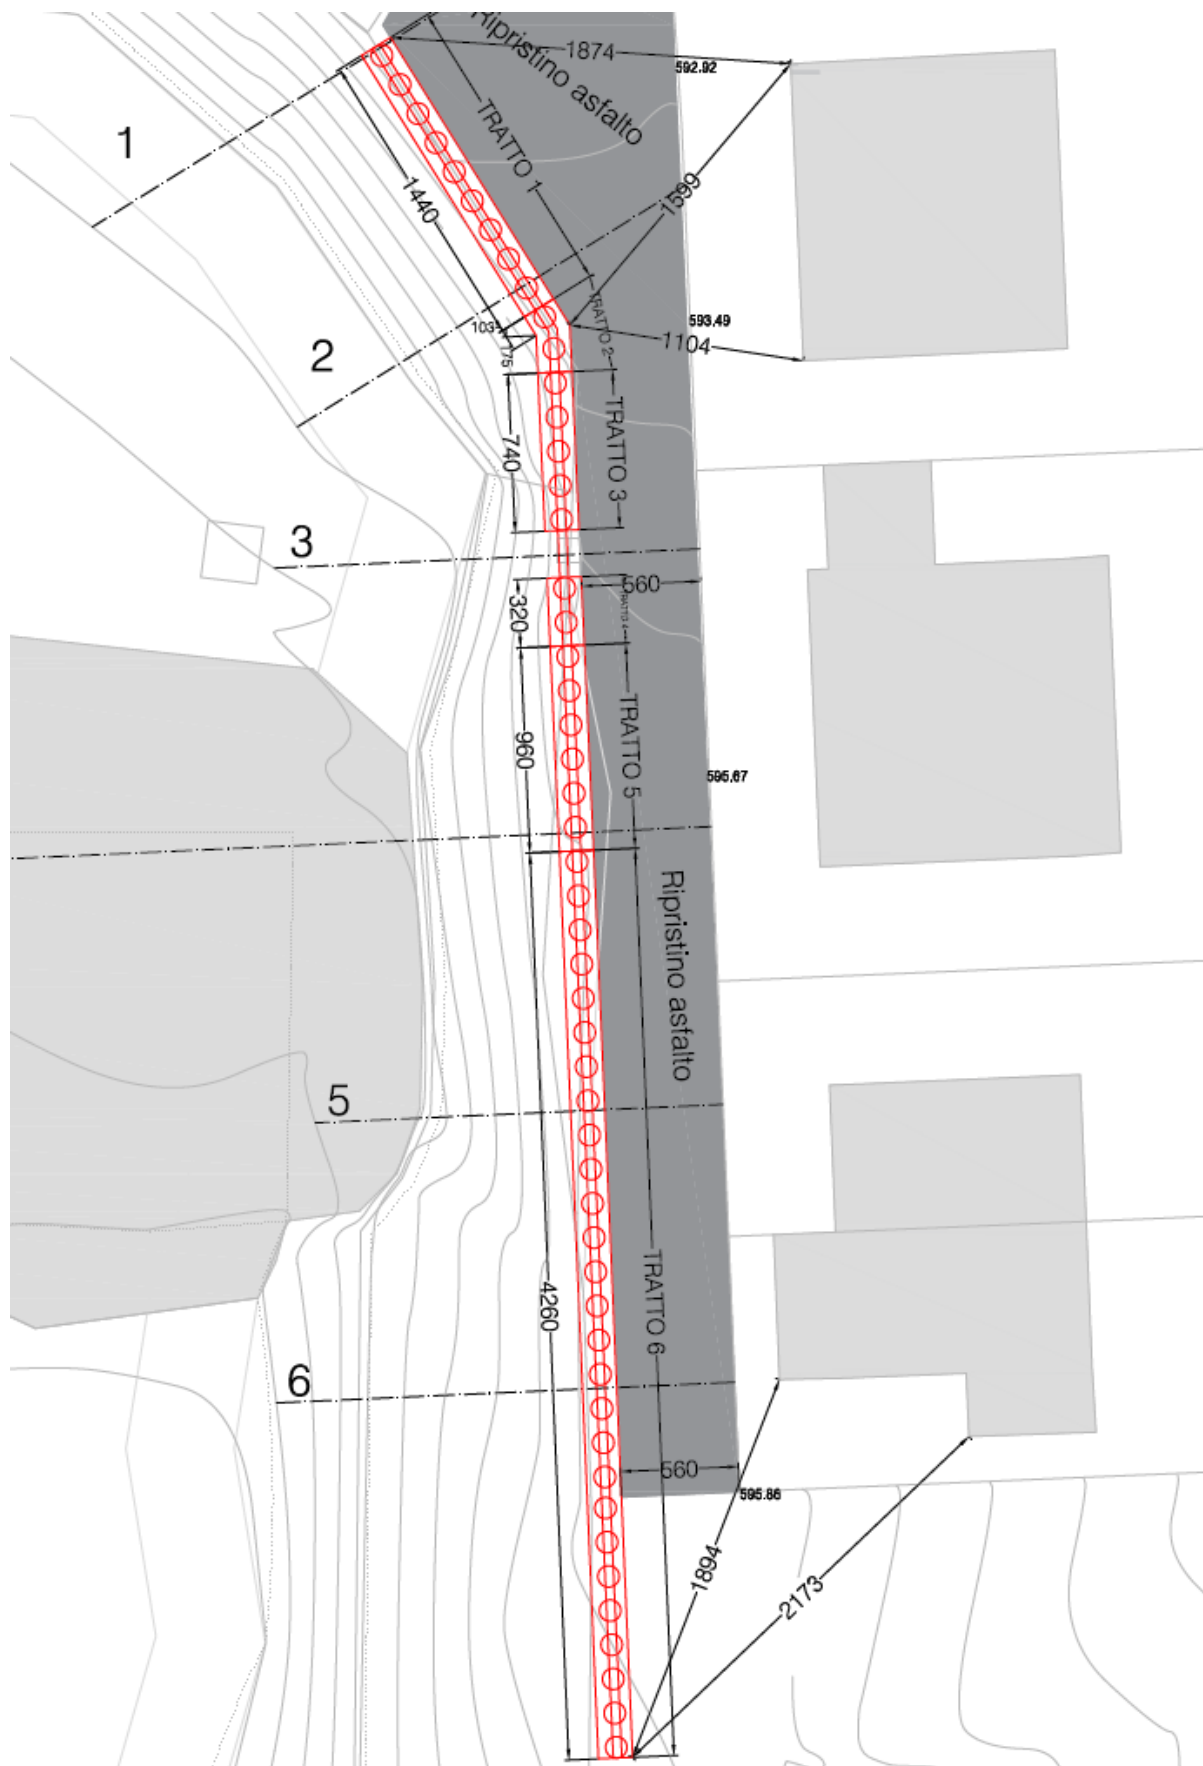 Ripristino asfalto
1874
592.92
1
TRATTO 1
1440
1599
2
103
175
TRATTO 2
593.49
1104
740
TRATTO 3
3
560
320
TRATTO 4
960
TRATTO 5
595.67
Ripristino asfalto
5
4260
TRATTO 6
6
560
595.86
1894
2173